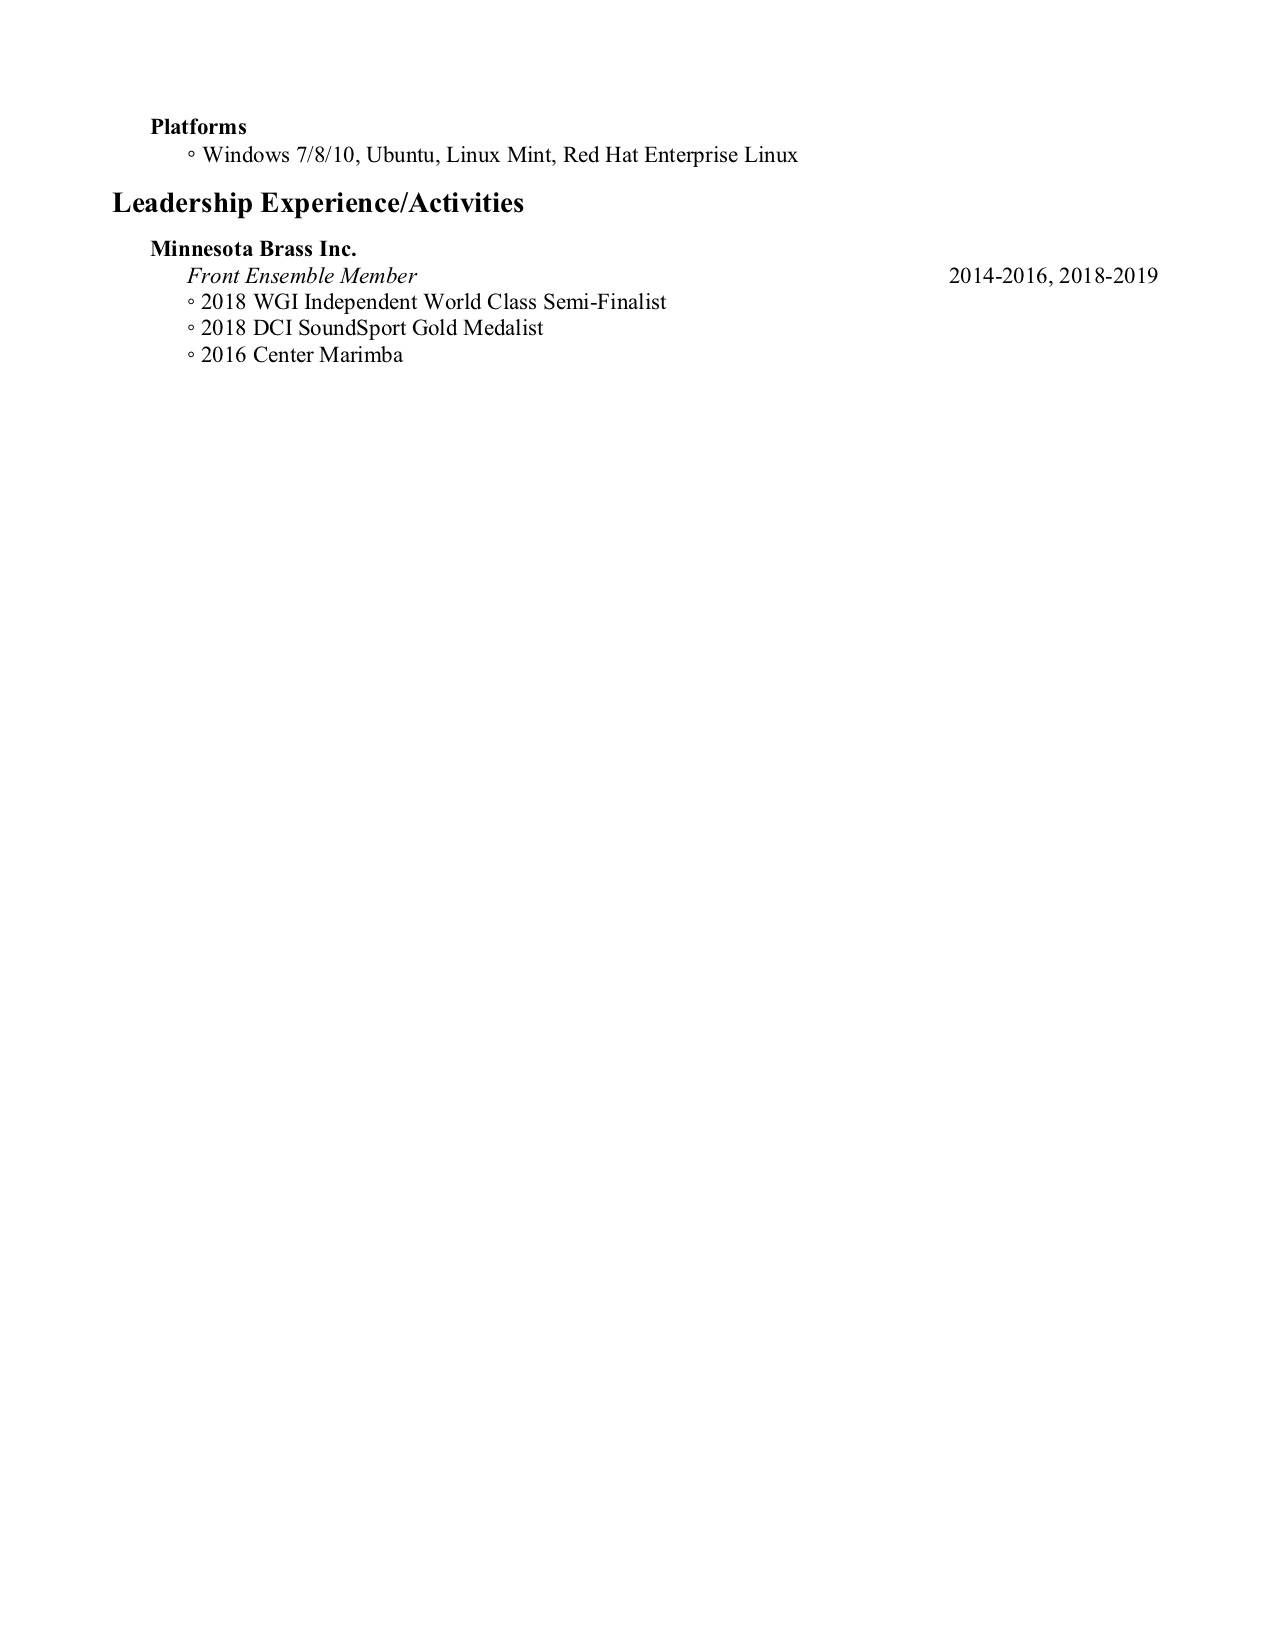 Platforms
◦ Windows 7/8/10, Ubuntu, Linux Mint, Red Hat Enterprise Linux
Leadership Experience/Activities
Minnesota Brass Inc.
Front Ensemble Member 2014-2016, 2018-2019
◦ 2018 WGI Independent World Class Semi-Finalist
◦ 2018 DCI SoundSport Gold Medalist
◦ 2016 Center Marimba